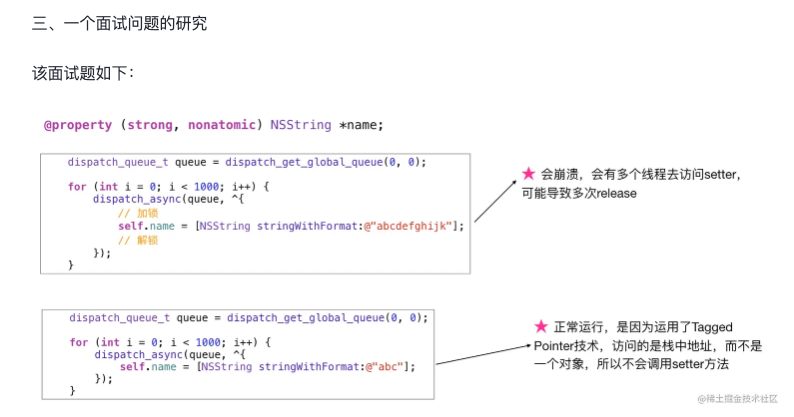 三、一个面试问题的研究
该面试题如下：
@property (strong, nonatomic) NSString *name;
dispatch_queue_t queue = dispatch_get_global_queue(0, 0);
for (int i = 0; i < 1000; i++) {
dispatch_async(queue, ^{
// 加锁
self.name = [NSString stringWithFormat:@"abcdefghijk"];
// 解锁
});
}
★ 会崩溃，会有多个线程去访问setter，
可能导致多次release
dispatch_queue_t queue = dispatch_get_global_queue(0, 0);
for (int i = 0; i < 1000; i++) {
dispatch_async(queue, ^{
self.name = [NSString stringWithFormat:@"abc"];
});
}
★ 正常运行，是因为运用了Tagged
Pointer技术，访问的是栈中地址，而不是
一个对象，所以不会调用setter方法
@稀土掘金技术社区